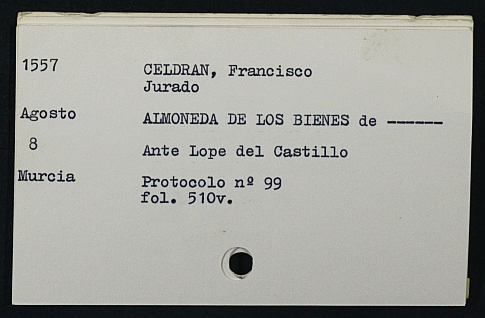 1557 CELDRAN, Francisco
Jurado
Agosto ALMONEDA DE LOS BIENES de ------
8 Ante Lope del Castillo
Murcia Protocolo nº 99
fol. 510v.